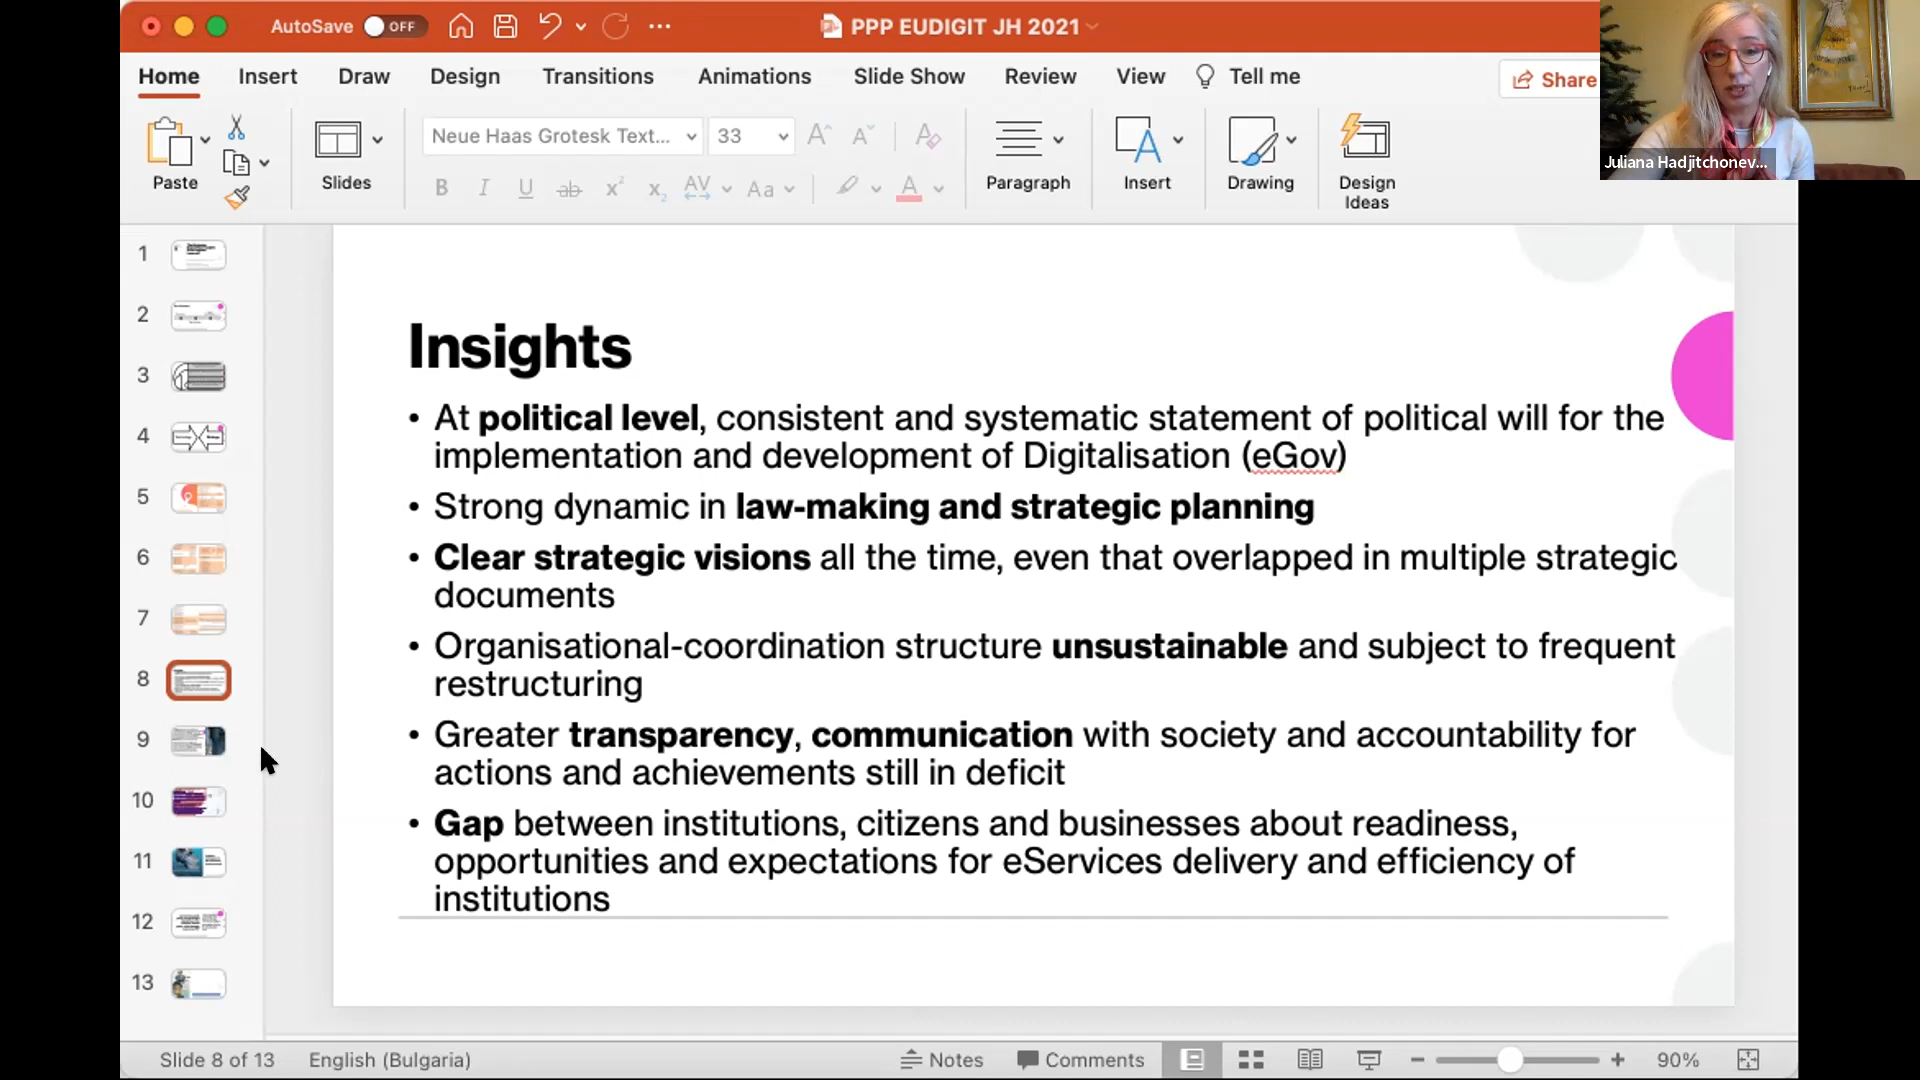 AutoSave OFF
PPP EUDIGIT JH 2021
Home Insert Draw Design Transitions Animations Slide Show Review View Tell me
Share
Juliana Hadjitchonev...
Neue Haas Grotesk Text... 33
Paste Slides Paragraph Insert Drawing Design Ideas
B I U ab x² x₂ AV Aa A
1
2
3
4
5
6
7
8
9
10
11
12
13
Insights
• At political level, consistent and systematic statement of political will for the
implementation and development of Digitalisation (eGov)
• Strong dynamic in law-making and strategic planning
• Clear strategic visions all the time, even that overlapped in multiple strategic
documents
• Organisational-coordination structure unsustainable and subject to frequent
restructuring
• Greater transparency, communication with society and accountability for
actions and achievements still in deficit
• Gap between institutions, citizens and businesses about readiness,
opportunities and expectations for eServices delivery and efficiency of
institutions
Slide 8 of 13 English (Bulgaria) Notes Comments 90%